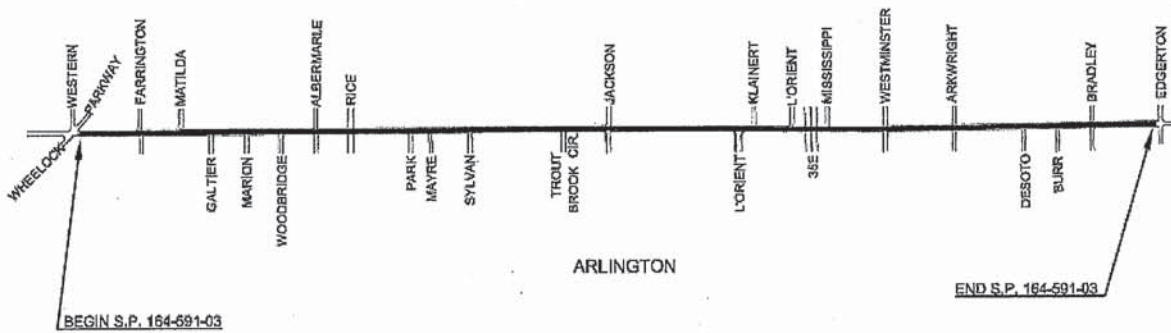 WESTERN
PARKWAY
WHEELOCK
FARRINGTON
MATILDA
GALTIER
MARION
WOODBRIDGE
ALBERMARLE
RICE
PARK
MAYRE
SYLVAN
TROUT
BROOK CIR.
JACKSON
L'ORIENT
KLAINERT
L'ORIENT
35E
MISSISSIPPI
WESTMINSTER
ARKWRIGHT
DESOTO
BURR
BRADLEY
EDGERTON
ARLINGTON
BEGIN S.P. 164-591-03
END S.P. 164-591-03